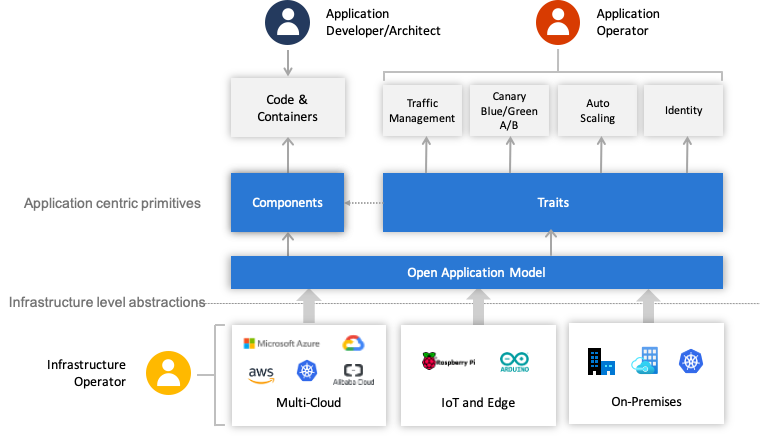 Application
Developer/Architect
Application
Operator
Code &
Containers
Traffic
Management
Canary
Blue/Green
A/B
Auto
Scaling
Identity
Application centric primitives
Components
Traits
Open Application Model
Infrastructure level abstractions
Infrastructure
Operator
Microsoft Azure
aws
Alibaba Cloud
Multi-Cloud
Raspberry Pi
ARDUINO
IoT and Edge
On-Premises